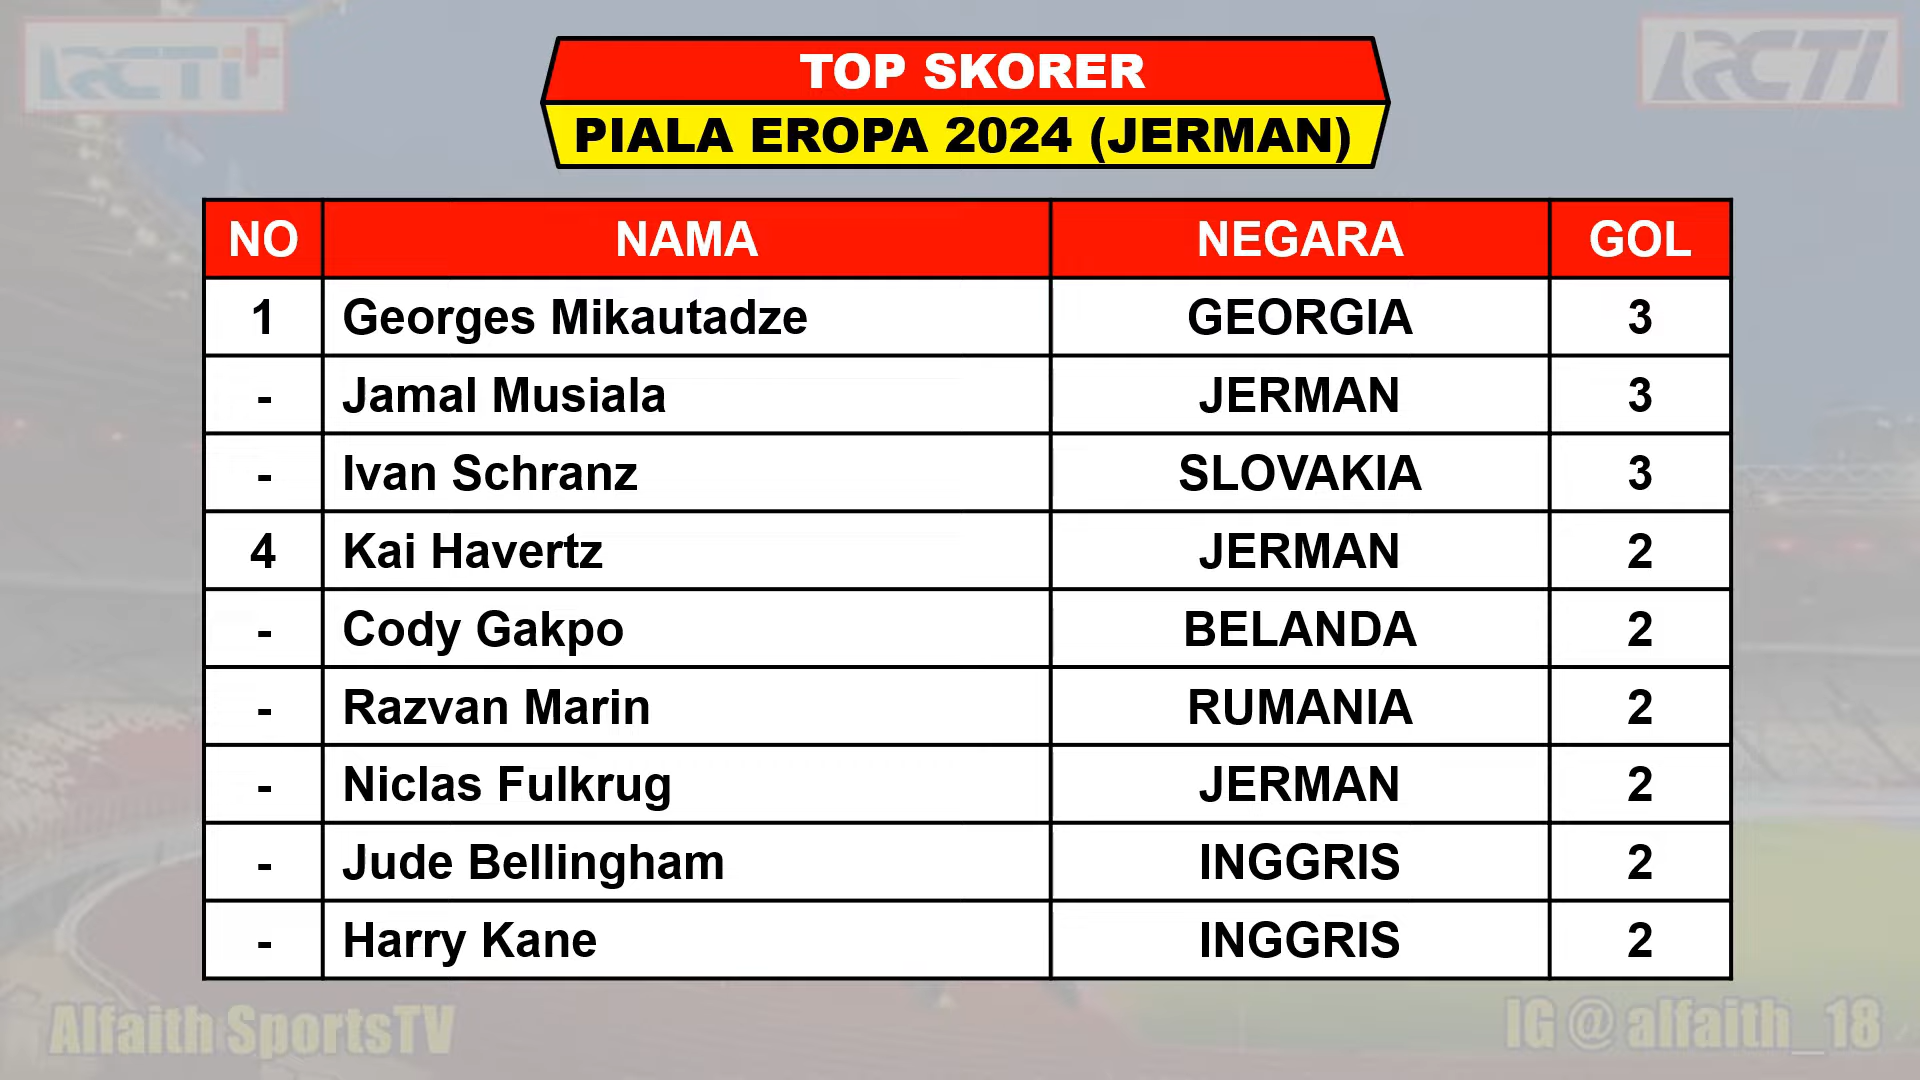 RCTI+
RCTI
TOP SKORER
PIALA EROPA 2024 (JERMAN)
NO NAMA NEGARA GOL
1 Georges Mikautadze GEORGIA 3
- Jamal Musiala JERMAN 3
- Ivan Schranz SLOVAKIA 3
4 Kai Havertz JERMAN 2
- Cody Gakpo BELANDA 2
- Razvan Marin RUMANIA 2
- Niclas Fulkrug JERMAN 2
- Jude Bellingham INGGRIS 2
- Harry Kane INGGRIS 2
Alfaith SportsTV
IG @ alfaith_18